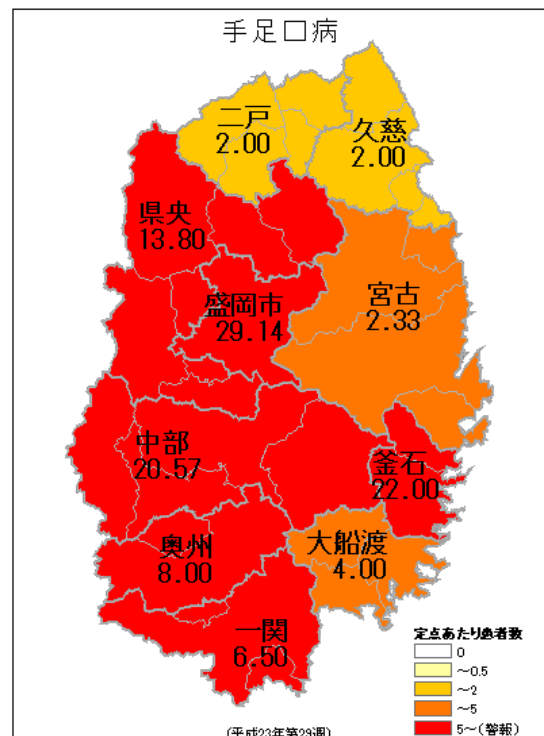 手足口病
二戸
2.00
久慈
2.00
県央
13.80
盛岡市
29.14
宮古
2.33
中部
20.57
釜石
22.00
奥州
8.00
大船渡
4.00
一関
6.50
定点あたり患者数
0
～0.5
～2
～5
5～(警報)
(平成23年第29週)